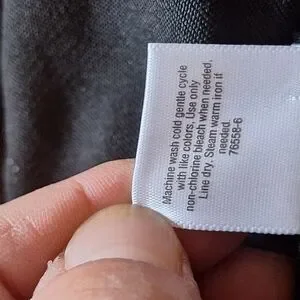 Machine wash cold gentle cycle
with like colors. Use only
non-chlorine bleach when needed.
Line dry. Steam warm iron if
needed
76558-6